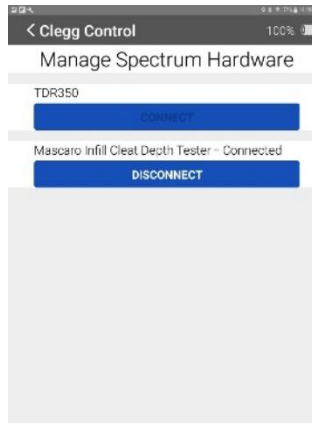 < Clegg Control 100%
Manage Spectrum Hardware
TDR350
CONNECT
Mascaro Infill Cleat Depth Tester – Connected
DISCONNECT